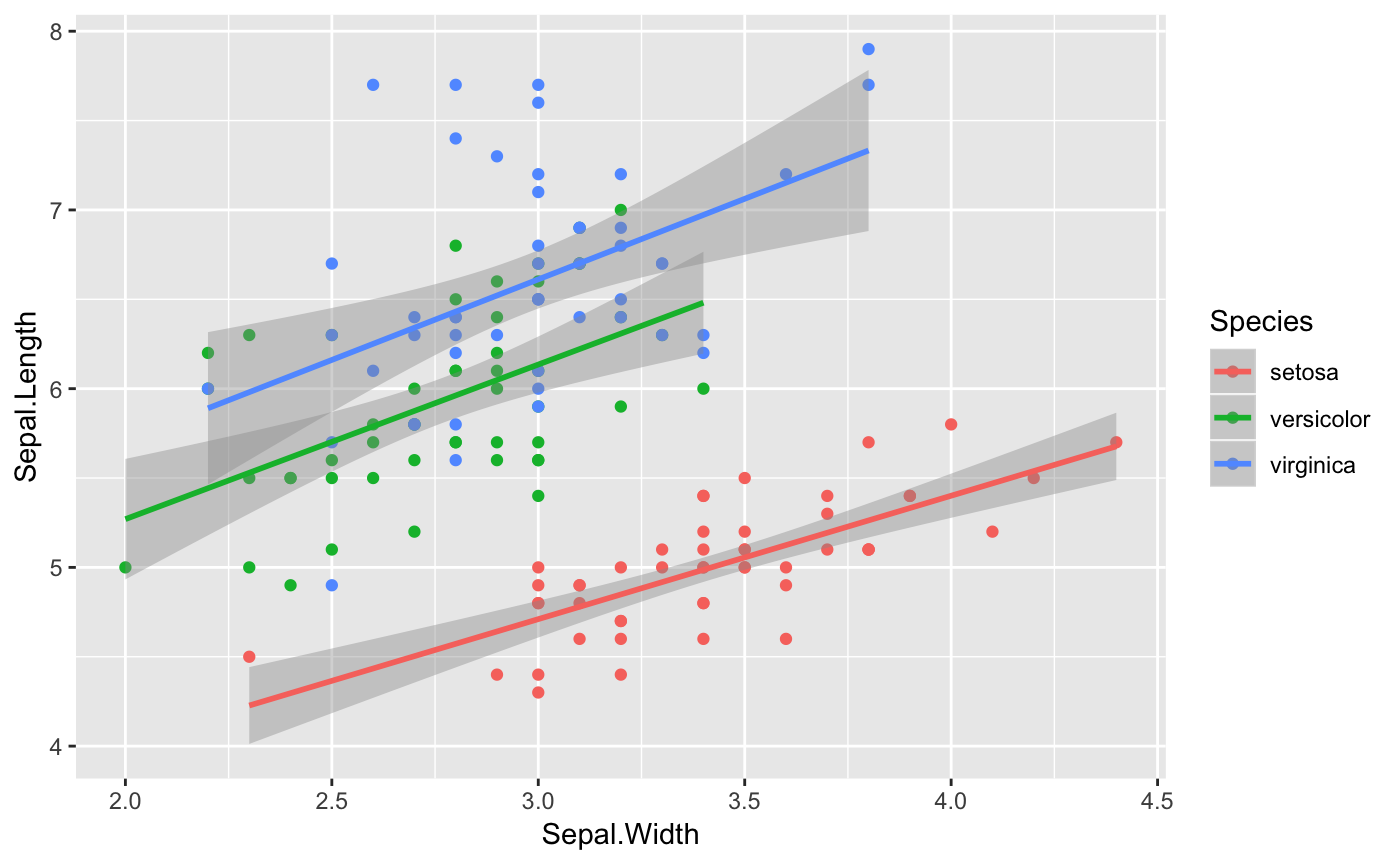 8
7
6
5
4
Sepal.Length
2.0 2.5 3.0 3.5 4.0 4.5
Sepal.Width
Species
setosa
versicolor
virginica